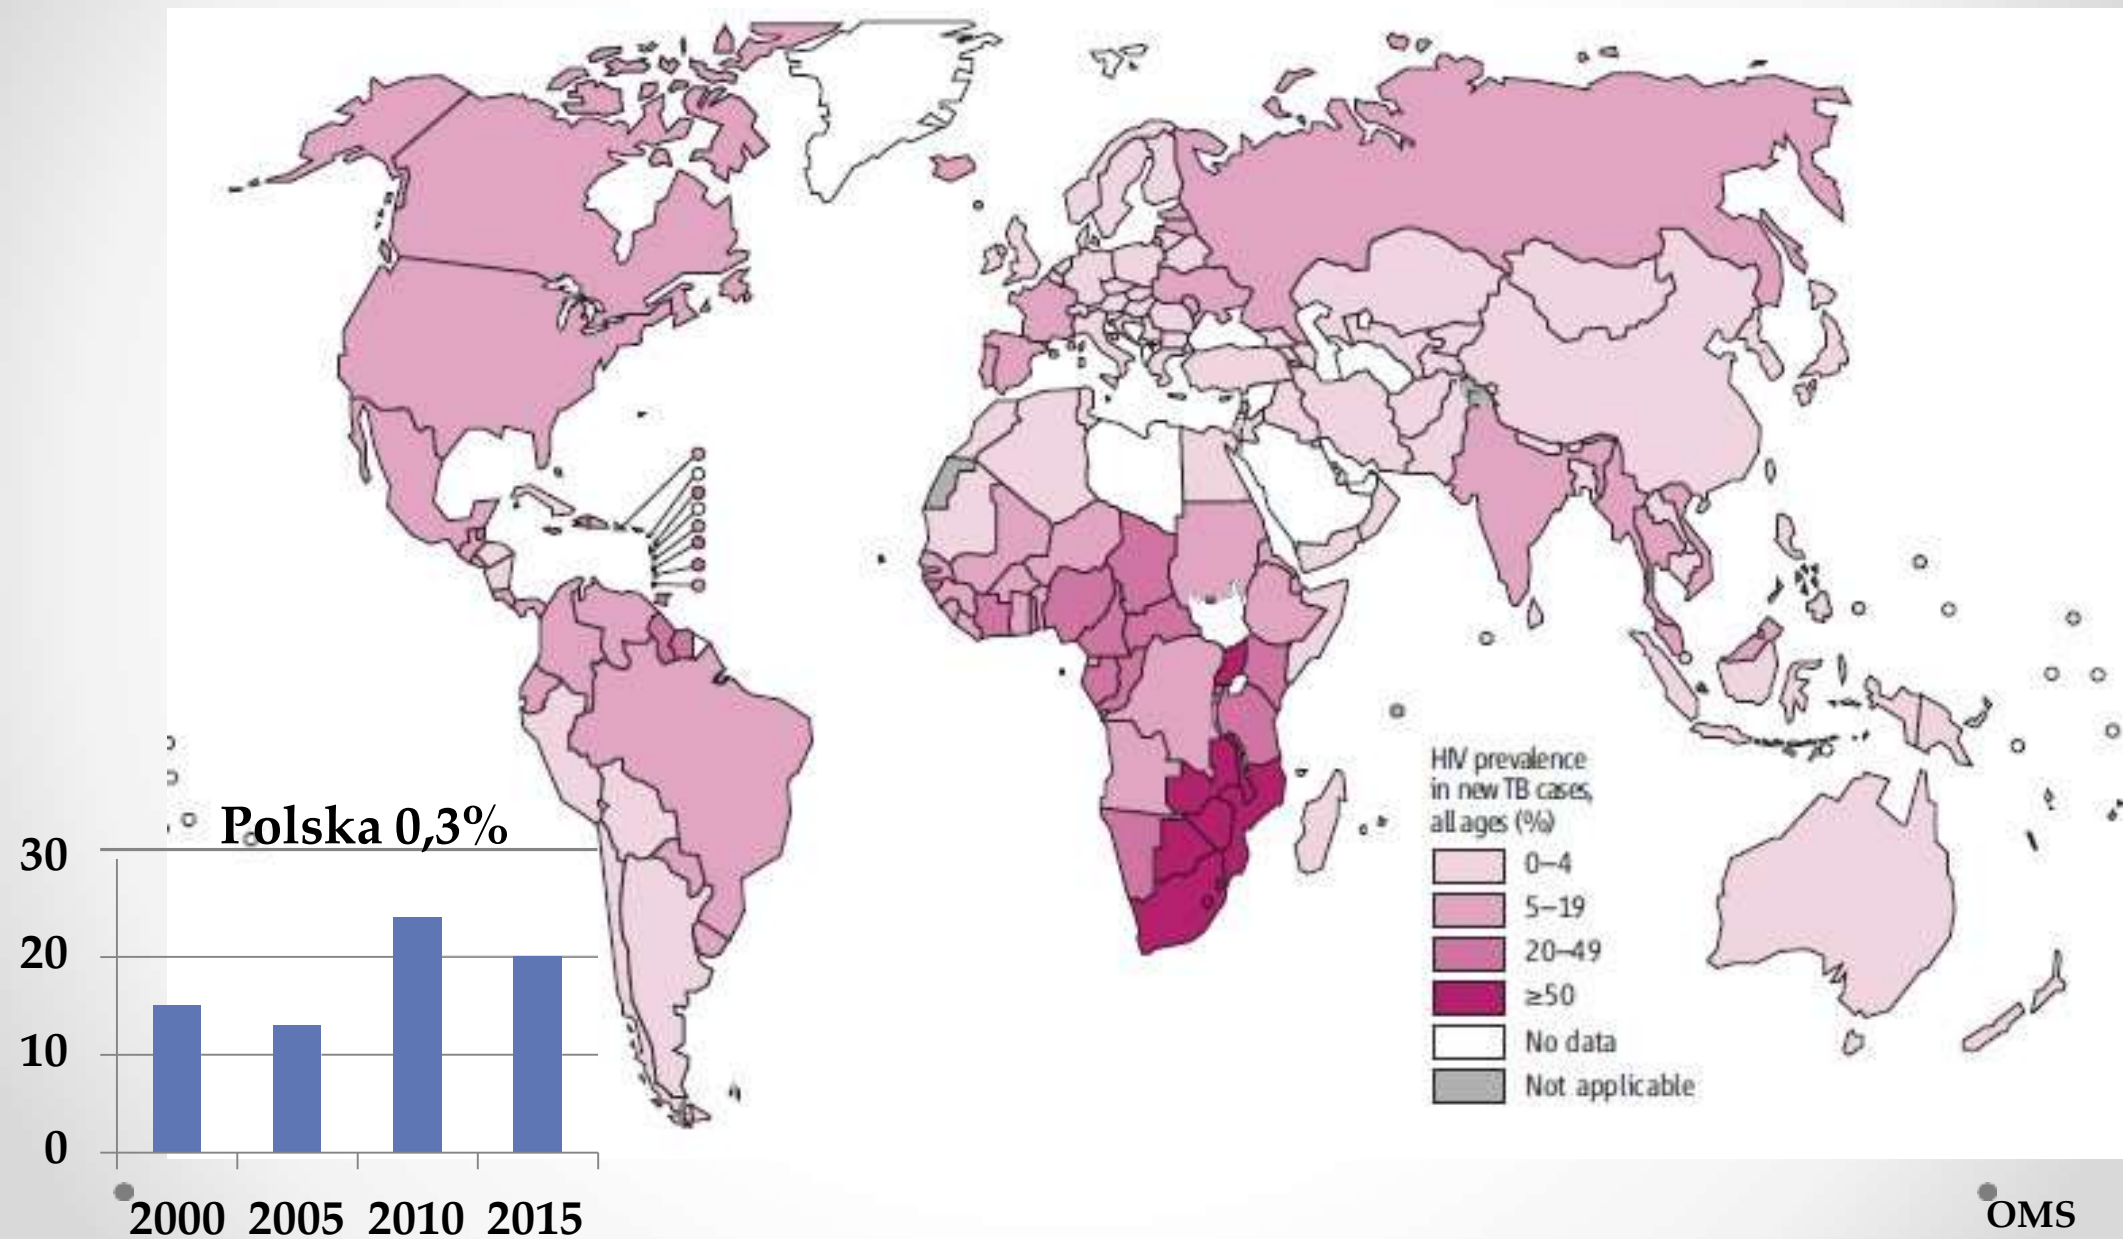 HIV prevalence
in new TB cases,
all ages (%)
0–4
5–19
20–49
≥50
No data
Not applicable
Polska 0,3%
30
20
10
0
2000 2005 2010 2015
OMS